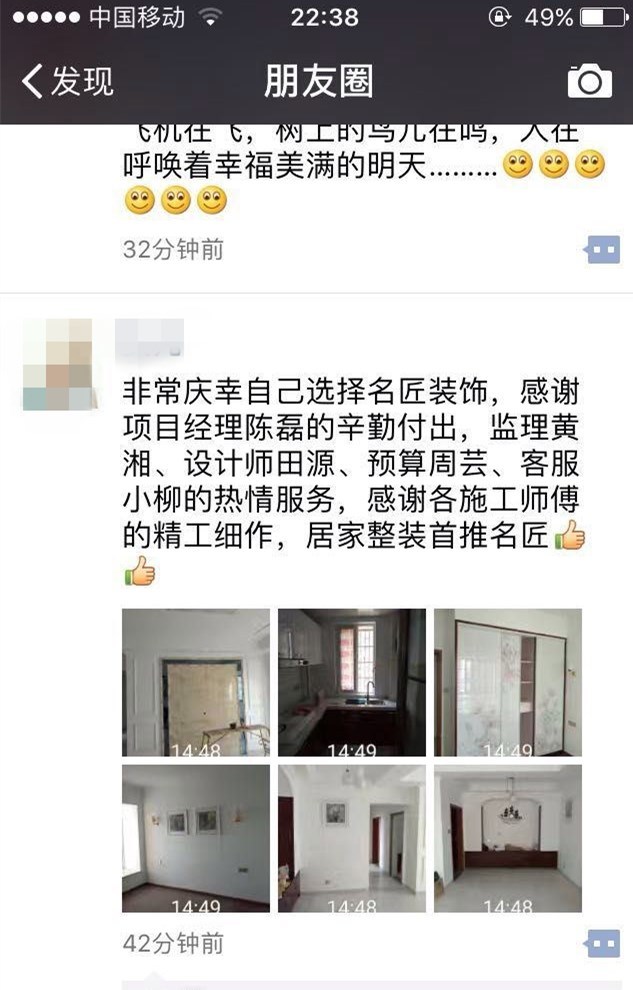 中国移动
22:38
49%
发现
朋友圈
飞机在飞，树上的鸟儿在鸣，人在
呼唤着幸福美满的明天………
32分钟前
非常庆幸自己选择名匠装饰，感谢
项目经理陈磊的辛勤付出，监理黄
湘、设计师田源、预算周芸、客服
小柳的热情服务，感谢各施工师傅
的精工细作，居家整装首推名匠
14:48
14:49
14:49
14:49
14:48
14:48
42分钟前